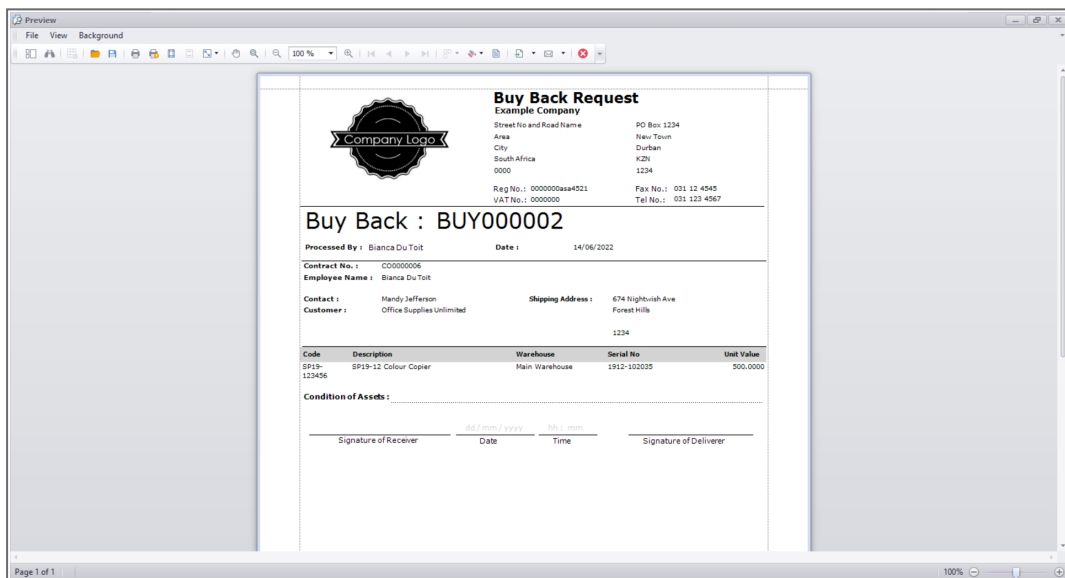 Preview
File View Background
100 %
Buy Back Request
Example Company
Company Logo
Street No and Road Name PO Box 1234
Area New Town
City Durban
South Africa KZN
0000 1234
Reg No.: 0000000asa4521 Fax No.: 031 12 4545
VAT No.: 0000000 Tel No.: 031 123 4567
Buy Back : BUY000002
Processed By : Bianca Du Toit Date : 14/06/2022
Contract No. : CO0000006
Employee Name : Bianca Du Toit
Contact : Mandy Jefferson Shipping Address : 674 Nightwish Ave
Customer : Office Supplies Unlimited Forest Hills
1234
Code Description Warehouse Serial No Unit Value
SP19- SP19-12 Colour Copier Main Warehouse 1912-102035 500.0000
123456
Condition of Assets :
dd / mm / yyyy hh : mm
Signature of Receiver Date Time Signature of Deliverer
Page 1 of 1 100%